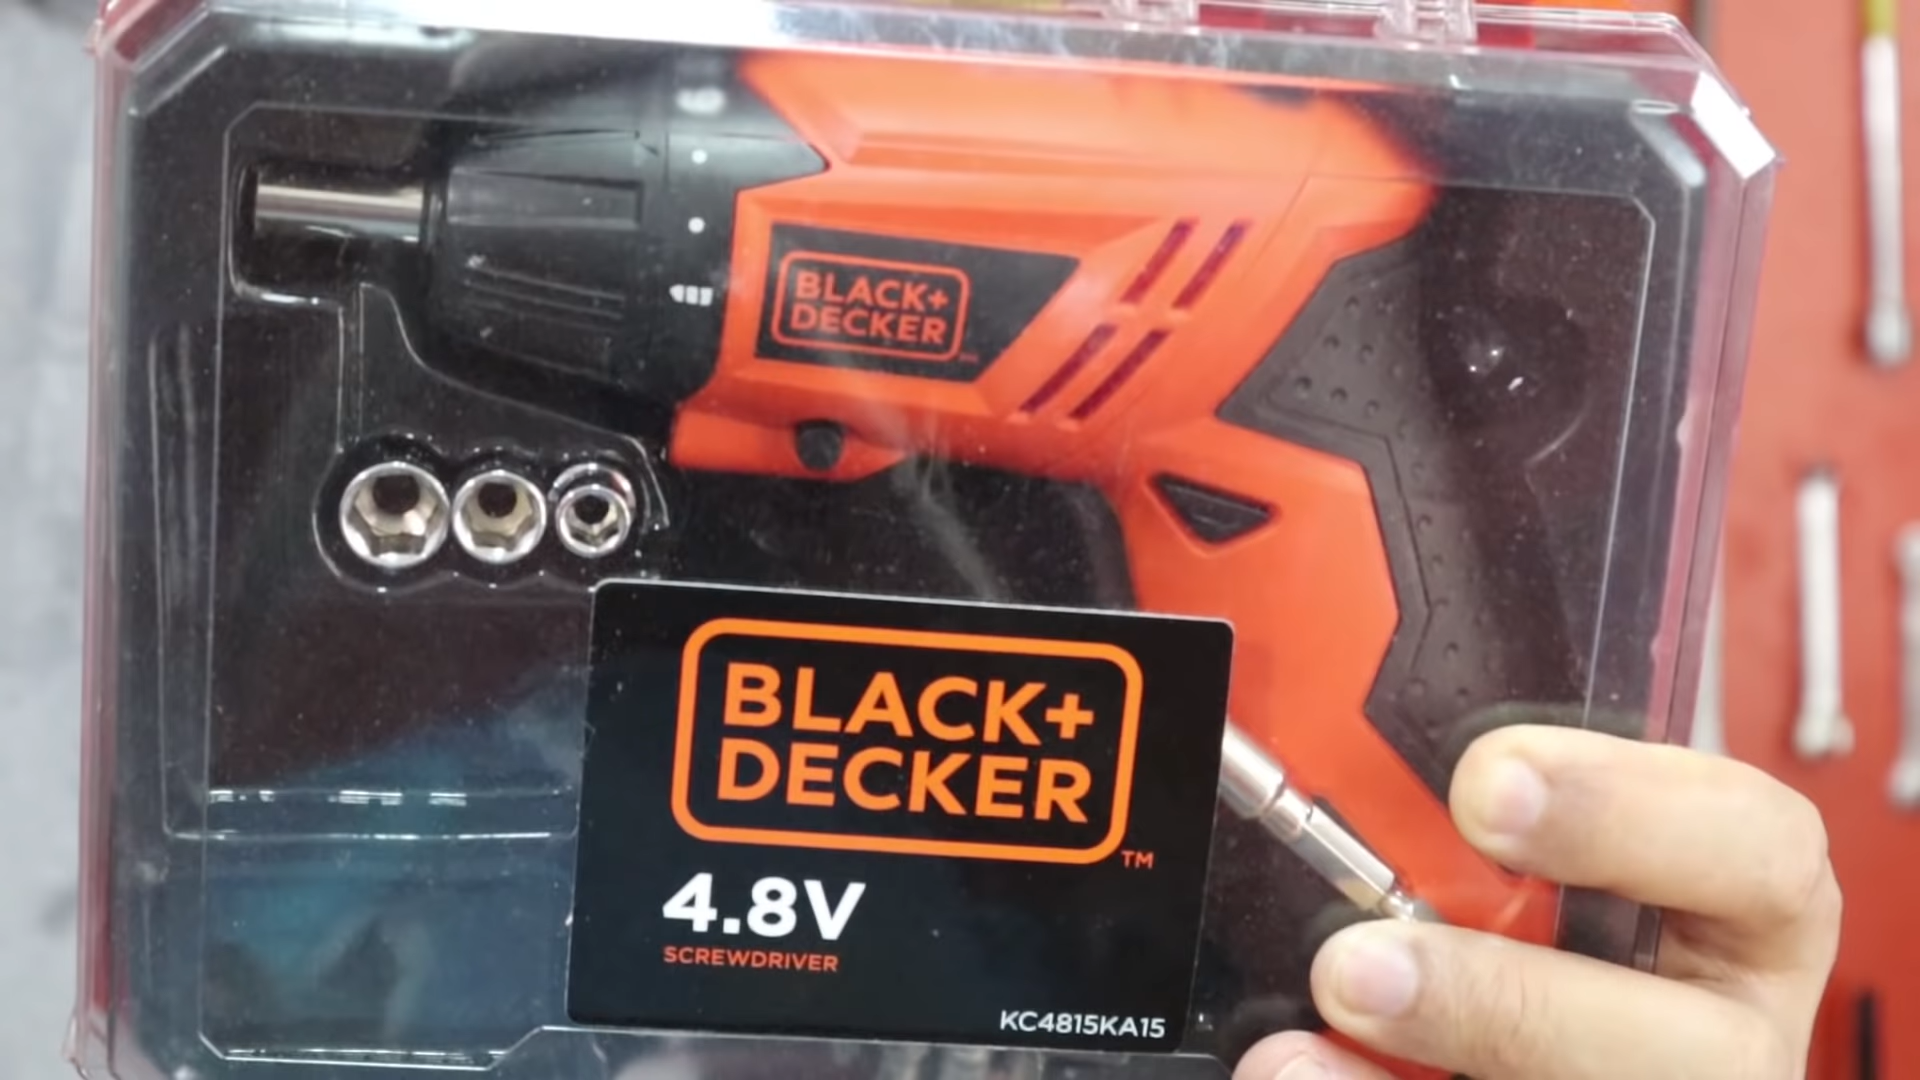 BLACK+
DECKER
BLACK+
DECKER
TM
4.8V
SCREWDRIVER
KC4815KA15